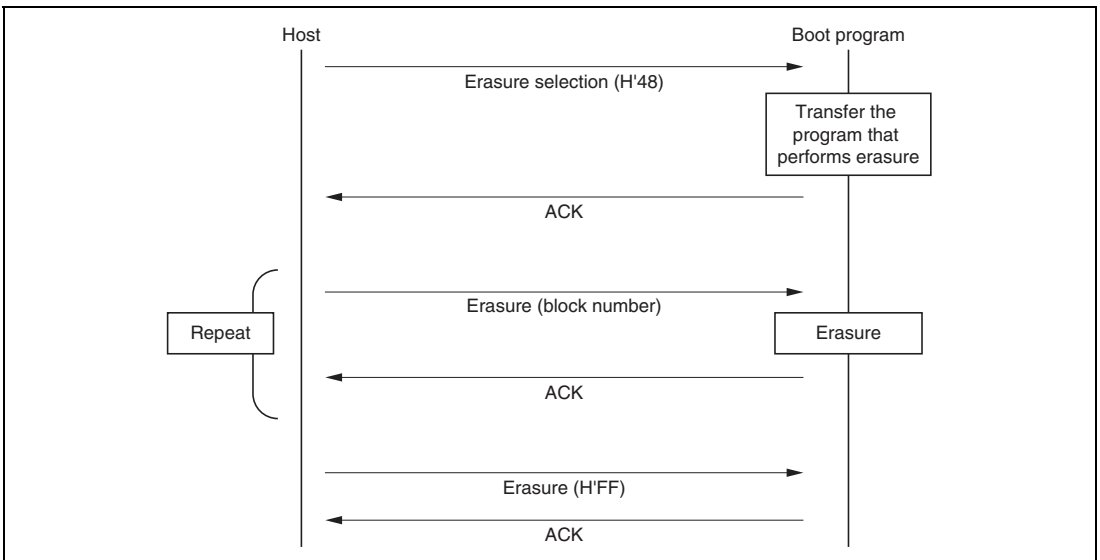 Host
Boot program
Erasure selection (H'48)
Transfer the
program that
performs erasure
ACK
Erasure (block number)
Repeat
Erasure
ACK
Erasure (H'FF)
ACK